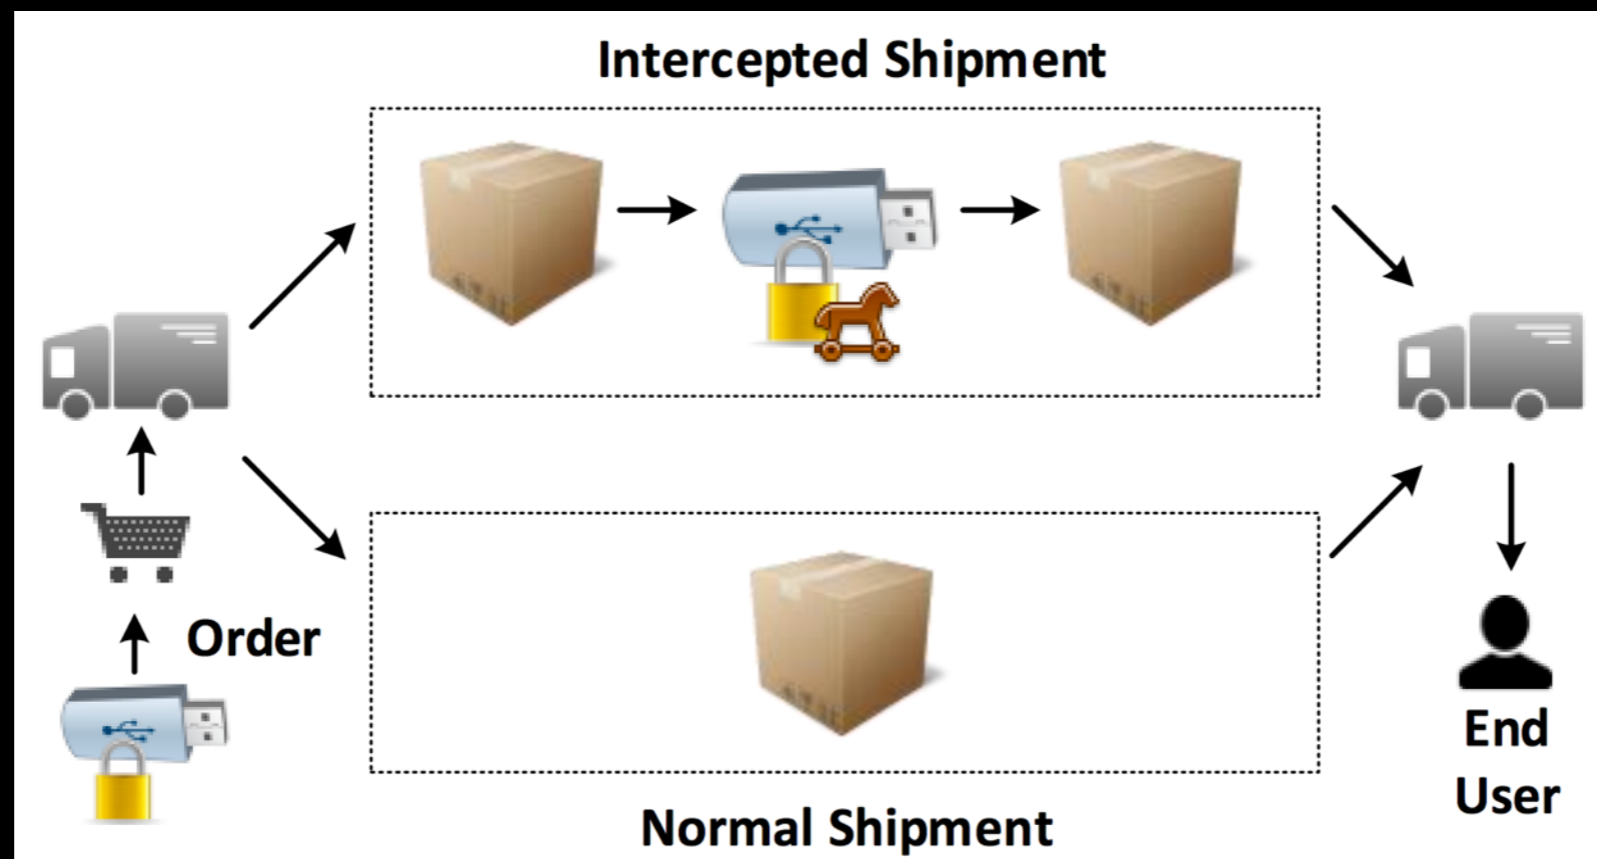 Intercepted Shipment
Order
End
User
Normal Shipment